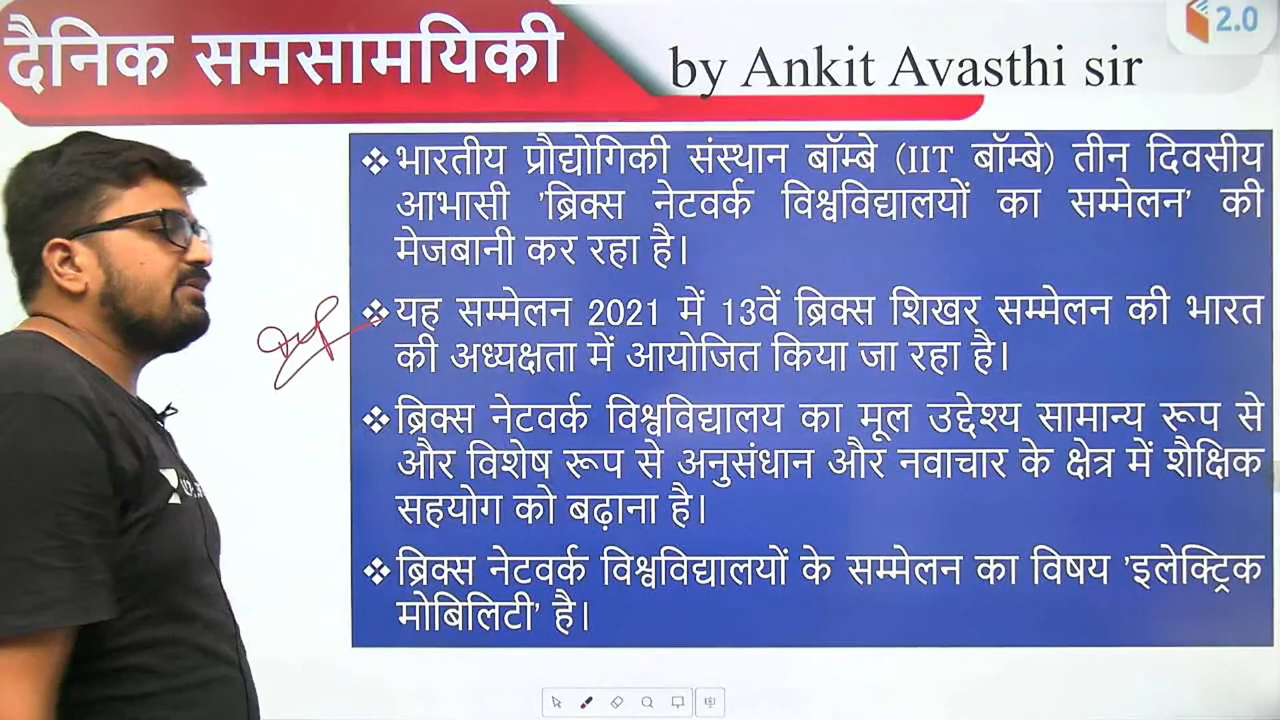 दैनिक समसामयिकी
by Ankit Avasthi sir
2.0
❖ भारतीय प्रौद्योगिकी संस्थान बॉम्बे (IIT बॉम्बे) तीन दिवसीय
आभासी 'ब्रिक्स नेटवर्क विश्वविद्यालयों का सम्मेलन' की
मेजबानी कर रहा है।
❖ यह सम्मेलन 2021 में 13वें ब्रिक्स शिखर सम्मेलन की भारत
की अध्यक्षता में आयोजित किया जा रहा है।
❖ ब्रिक्स नेटवर्क विश्वविद्यालय का मूल उद्देश्य सामान्य रूप से
और विशेष रूप से अनुसंधान और नवाचार के क्षेत्र में शैक्षिक
सहयोग को बढ़ाना है।
❖ ब्रिक्स नेटवर्क विश्वविद्यालयों के सम्मेलन का विषय 'इलेक्ट्रिक
मोबिलिटी' है।